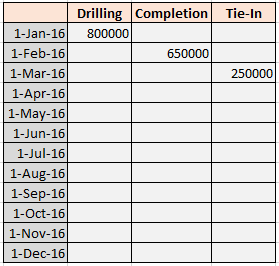 Drilling Completion Tie-In
1-Jan-16 800000
1-Feb-16 650000
1-Mar-16 250000
1-Apr-16
1-May-16
1-Jun-16
1-Jul-16
1-Aug-16
1-Sep-16
1-Oct-16
1-Nov-16
1-Dec-16